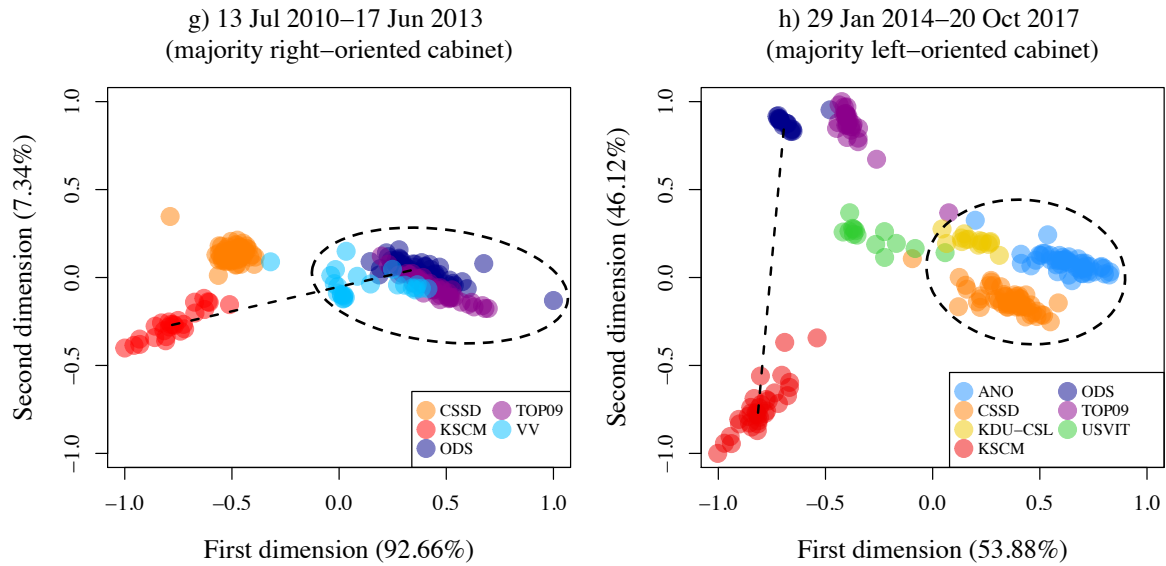 g) 13 Jul 2010–17 Jun 2013
(majority right–oriented cabinet)
Second dimension (7.34%)
1.0
0.5
0.0
−0.5
−1.0
CSSD
TOP09
KSCM
VV
ODS
−1.0
−0.5
0.0
0.5
1.0
First dimension (92.66%)
h) 29 Jan 2014–20 Oct 2017
(majority left–oriented cabinet)
Second dimension (46.12%)
1.0
0.5
0.0
−0.5
−1.0
ANO
ODS
CSSD
TOP09
KDU−CSL
USVIT
KSCM
−1.0
−0.5
0.0
0.5
1.0
First dimension (53.88%)